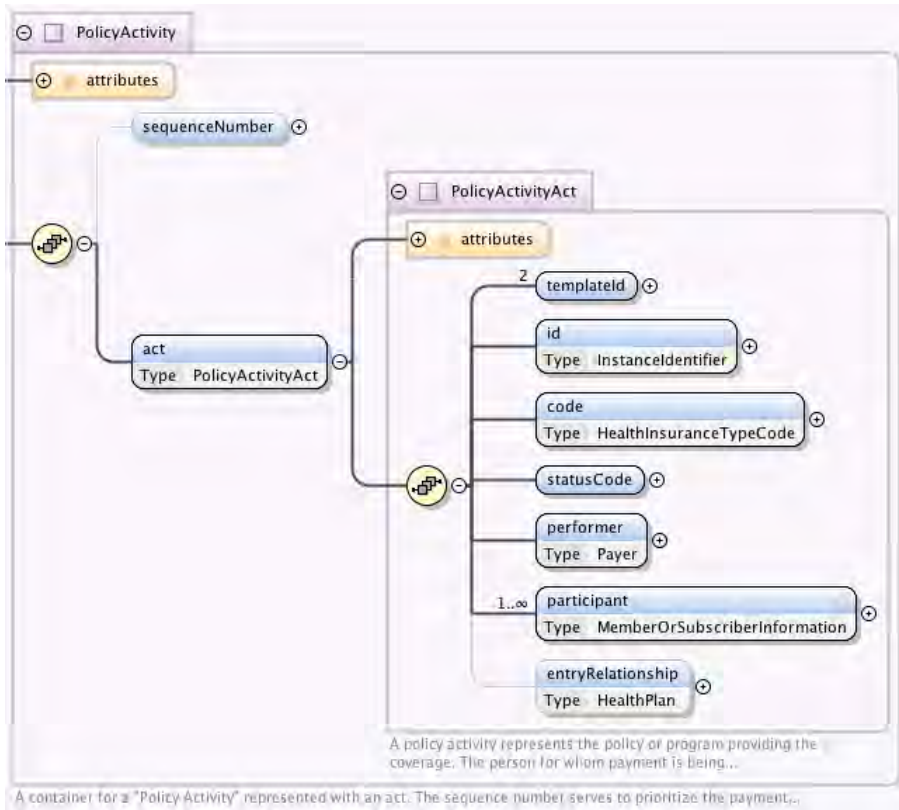 PolicyActivity
attributes
sequenceNumber
PolicyActivityAct
attributes
2
templateId
act
Type PolicyActivityAct
id
Type InstanceIdentifier
code
Type HealthInsuranceTypeCode
statusCode
performer
Type Payer
1..∞
participant
Type MemberOrSubscriberInformation
entryRelationship
Type HealthPlan
A policy activity represents the policy or program providing the
coverage. The person for whom payment is being...
A container for a "Policy Activity" represented with an act. The sequence number serves to prioritize the payment...